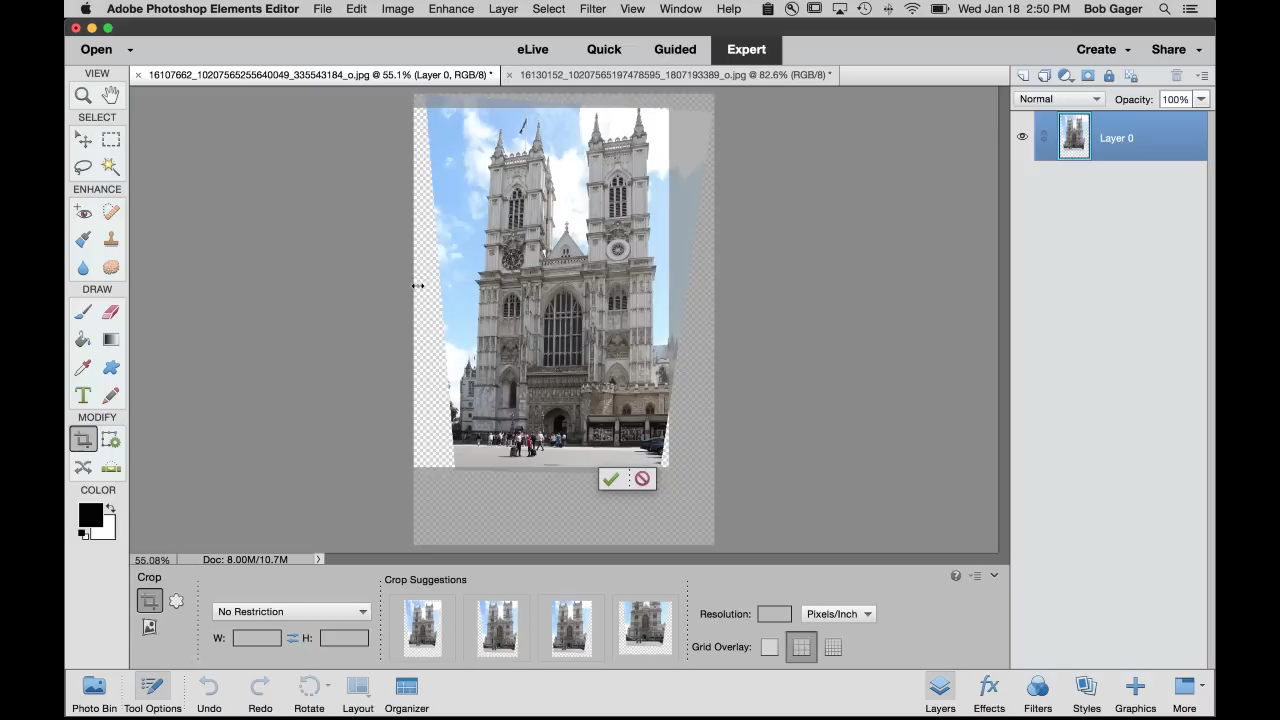 Adobe Photoshop Elements Editor File Edit Image Enhance Layer Select Filter View Window Help Wed Jan 18 2:50 PM Bob Gager
Open eLive Quick Guided Expert Create Share
VIEW
16107662_10207565255640049_335543184_o.jpg @ 55.1% (Layer 0, RGB/8) * 16130152_10207565197478595_1807193389_o.jpg @ 82.6% (RGB/8) *
Normal Opacity: 100%
SELECT
Layer 0
ENHANCE
DRAW
MODIFY
COLOR
55.08% Doc: 8.00M/10.7M
Crop Crop Suggestions
No Restriction Resolution: Pixels/Inch
W: H: Grid Overlay:
Photo Bin Tool Options Undo Redo Rotate Layout Organizer Layers Effects Filters Styles Graphics More